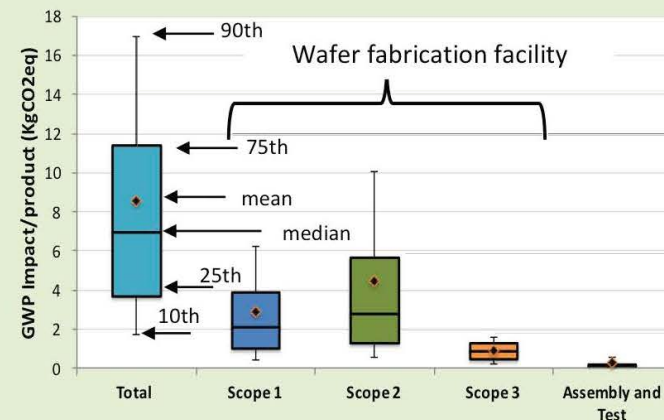 GWP Impact/product (KgCO2eq)
18
16
14
12
10
8
6
4
2
0
Wafer fabrication facility
90th
75th
mean
median
25th
10th
Total
Scope 1
Scope 2
Scope 3
Assembly and
Test